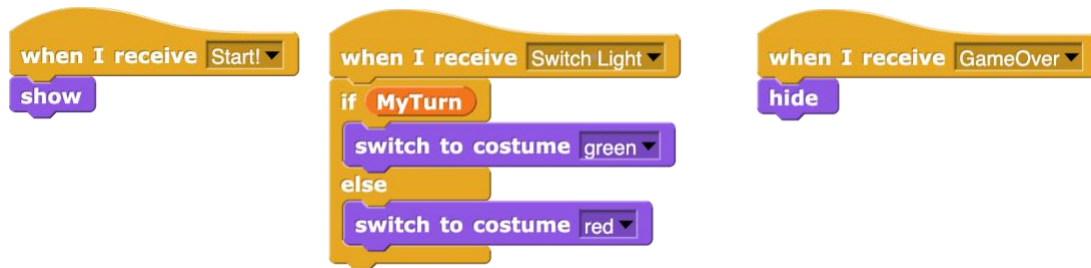 when I receive Start!
show
when I receive Switch Light
if MyTurn
switch to costume green
else
switch to costume red
when I receive GameOver
hide